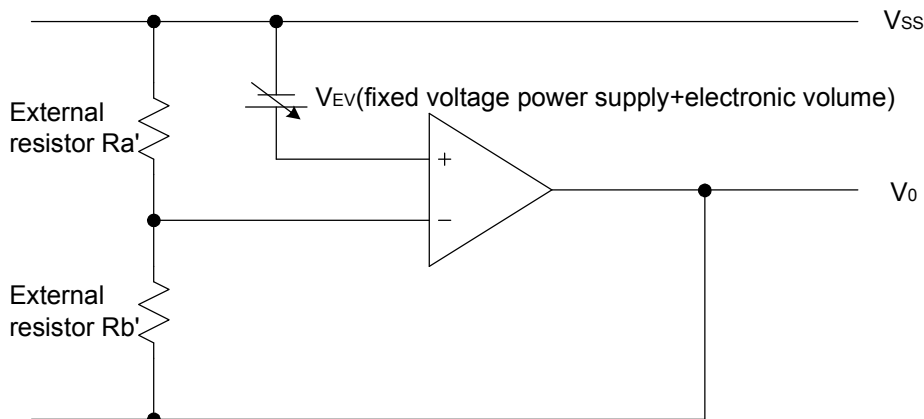 VSS
External
resistor Ra'
VEV(fixed voltage power supply+electronic volume)
+
V0
−
External
resistor Rb'